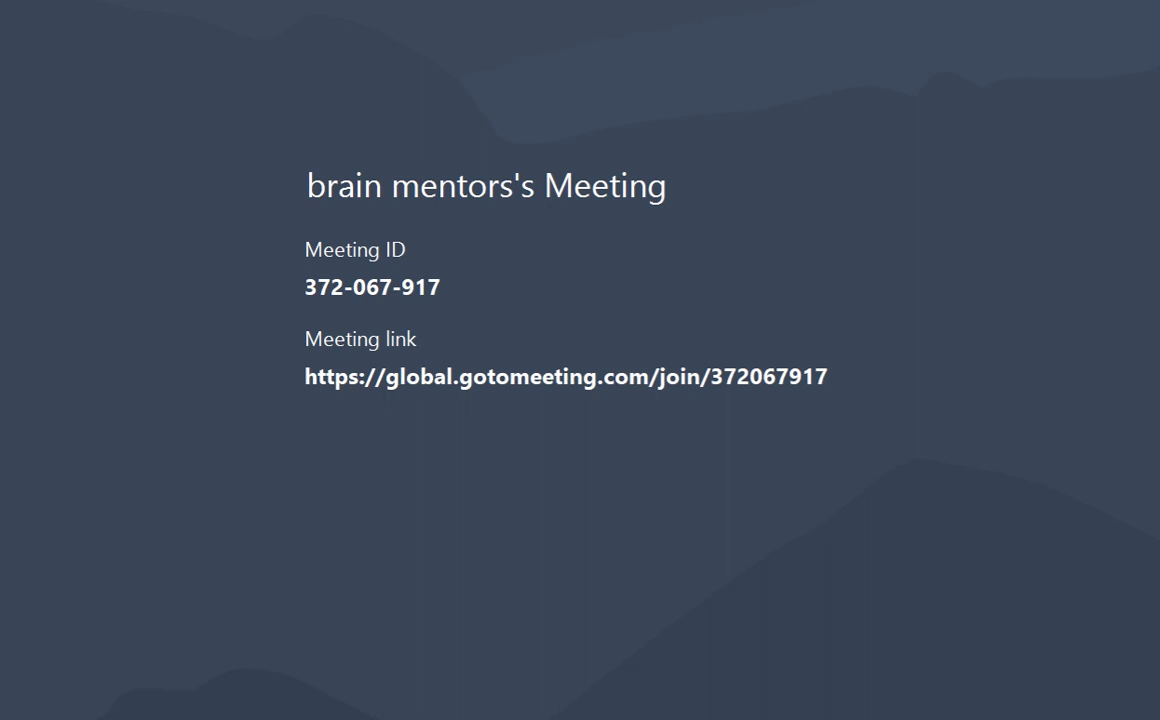 brain mentors's Meeting
Meeting ID
372-067-917
Meeting link
https://global.gotomeeting.com/join/372067917